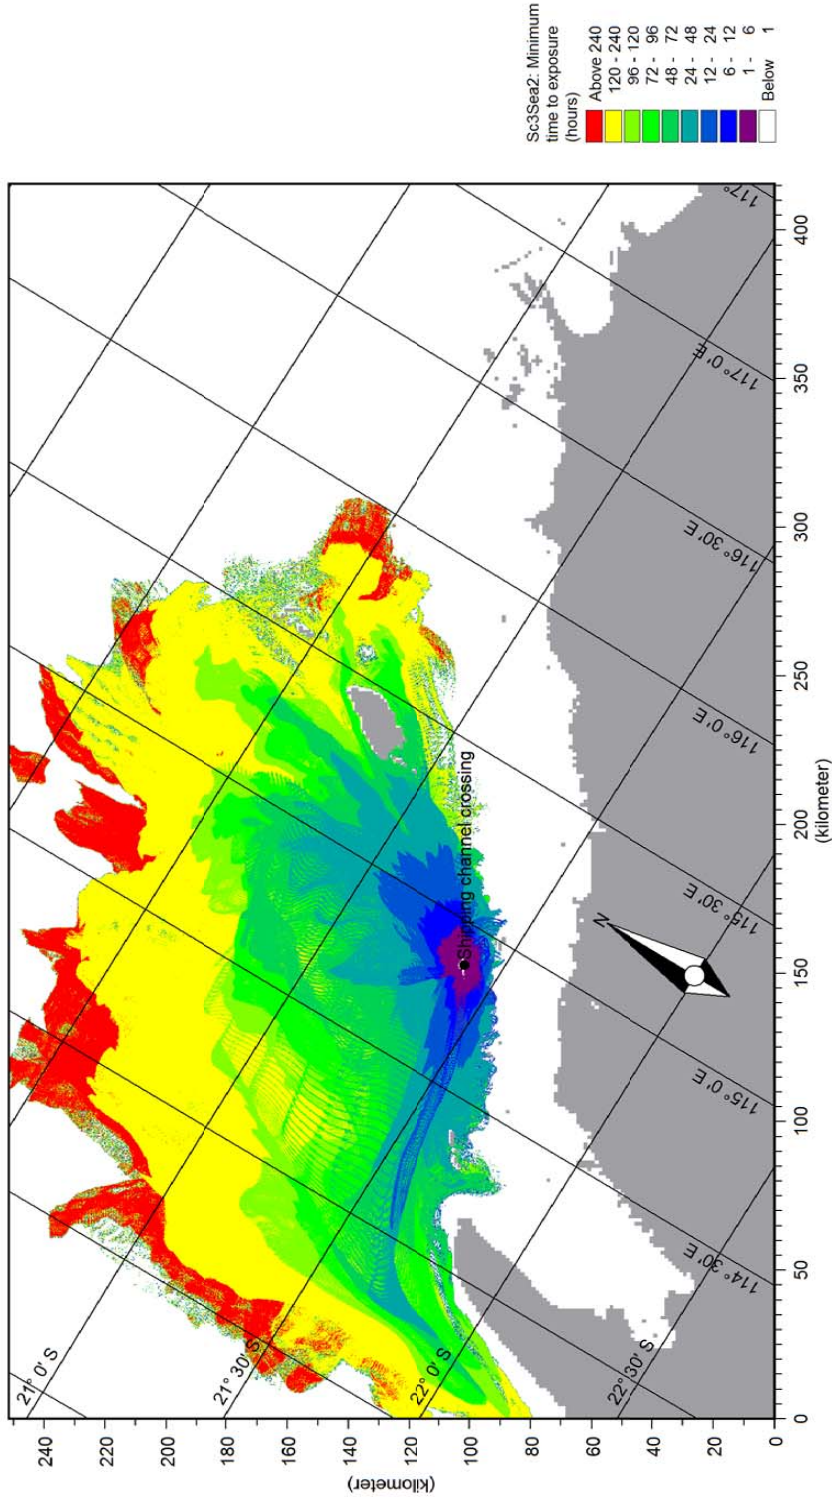 Sc3Sea2: Minimum
time to exposure
(hours)
Above 240
120 - 240
96 - 120
72 - 96
48 - 72
24 - 48
12 - 24
6 - 12
1 - 6
Below 1
240
220
200
180
160
140
120
100
80
60
40
20
0
(kilometer)
21° 0' S
21° 30' S
22° 0' S
22° 30' S
Shipping channel crossing
N
114° 30' E
115° 0' E
115° 30' E
116° 0' E
116° 30' E
117° 0' E
117°
0
50
100
150
200
250
300
350
400
(kilometer)